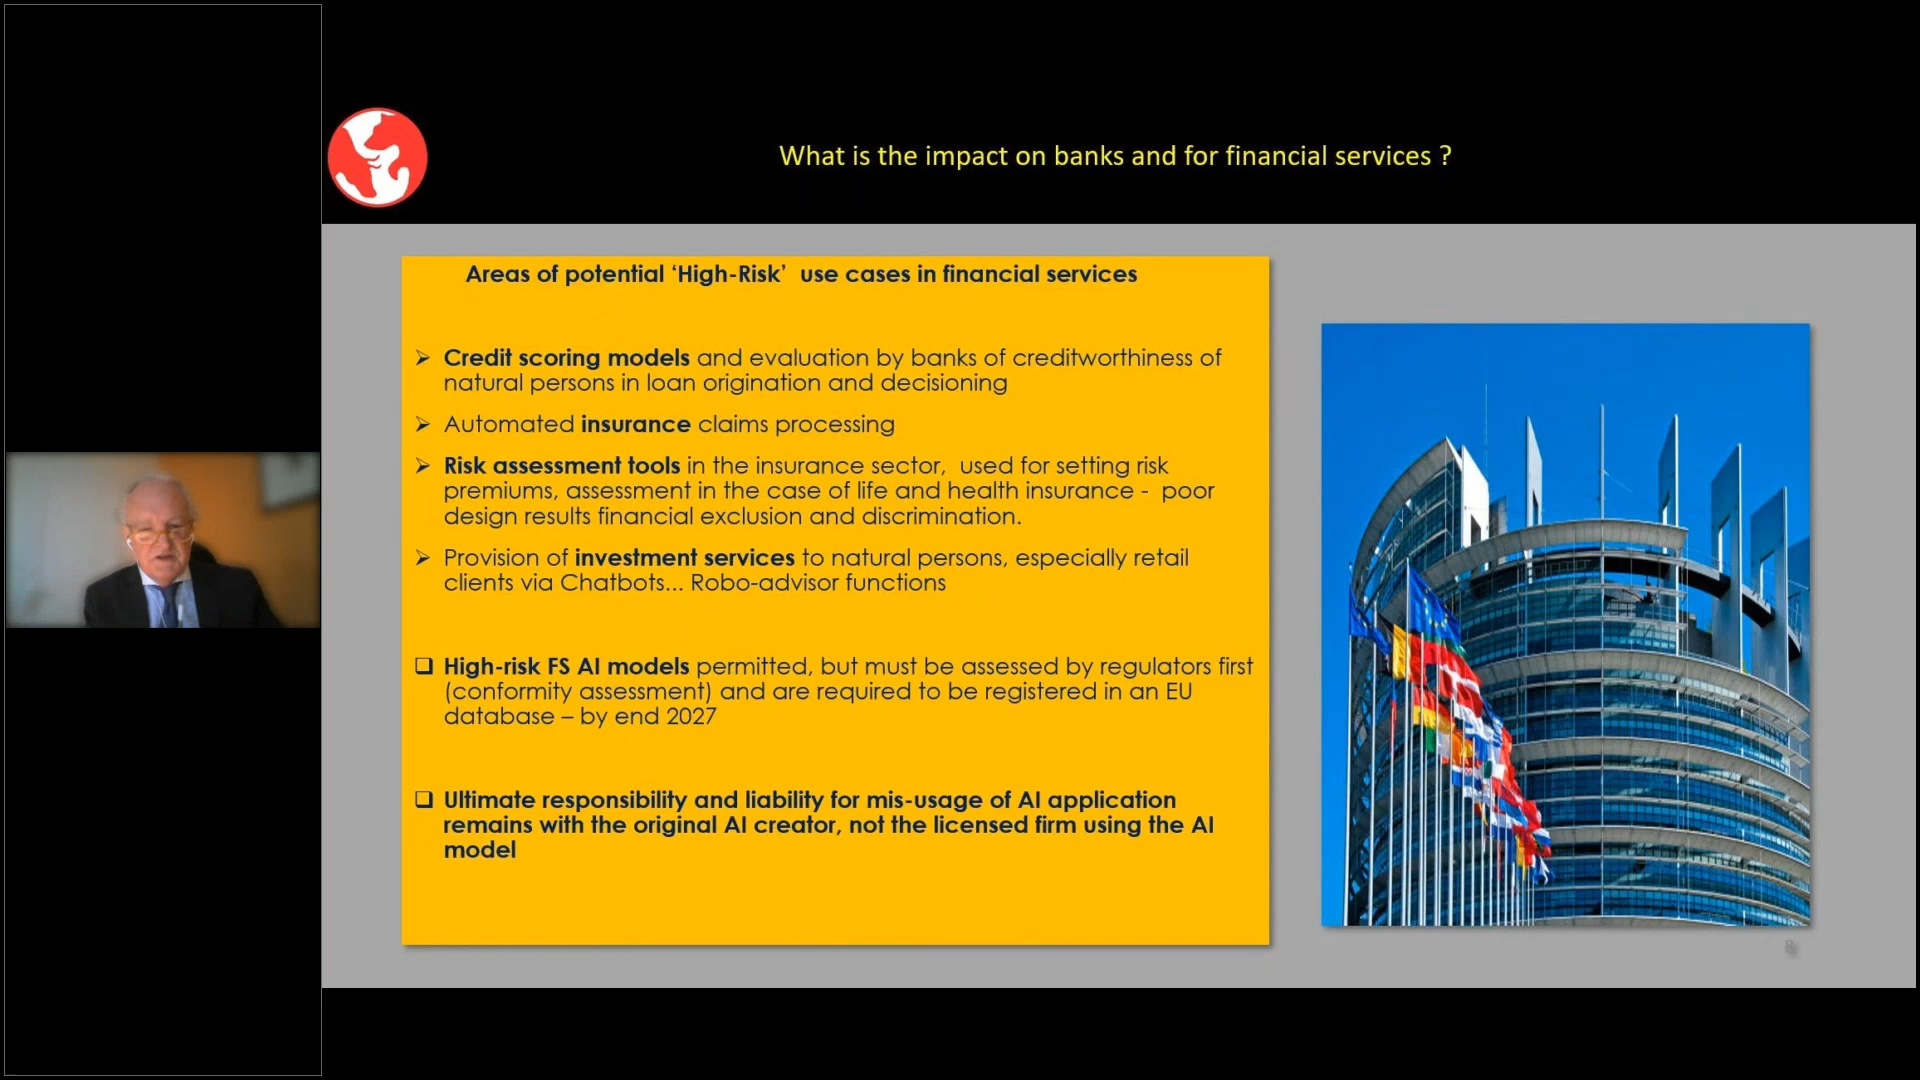 What is the impact on banks and for financial services ?
Areas of potential ‘High-Risk’ use cases in financial services
Credit scoring models and evaluation by banks of creditworthiness of
natural persons in loan origination and decisioning
Automated insurance claims processing
Risk assessment tools in the insurance sector, used for setting risk
premiums, assessment in the case of life and health insurance - poor
design results financial exclusion and discrimination.
Provision of investment services to natural persons, especially retail
clients via Chatbots... Robo-advisor functions
High-risk FS AI models permitted, but must be assessed by regulators first
(conformity assessment) and are required to be registered in an EU
database – by end 2027
Ultimate responsibility and liability for mis-usage of AI application
remains with the original AI creator, not the licensed firm using the AI
model